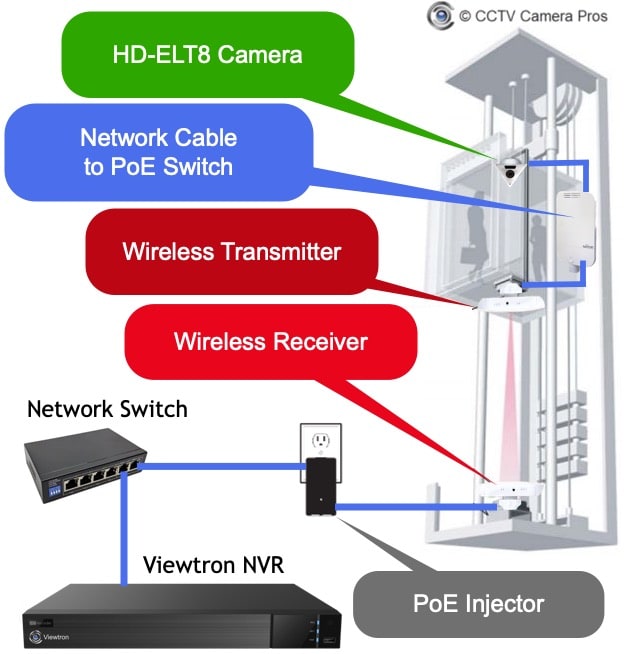 © CCTV Camera Pros
HD-ELT8 Camera
Network Cable
to PoE Switch
Wireless Transmitter
Wireless Receiver
Network Switch
Viewtron NVR
PoE Injector
Viewtron